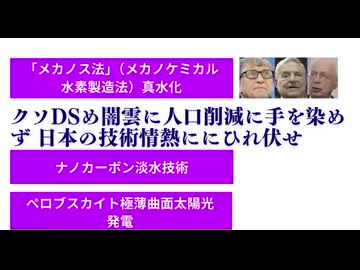 「メカノス法」（メカノケミカル
水素製造法）真水化
クソDSめ闇雲に人口削減に手を染め
ず 日本の技術情熱ににひれ伏せ
ナノカーボン淡水技術
ペロブスカイト極薄曲面太陽光
発電